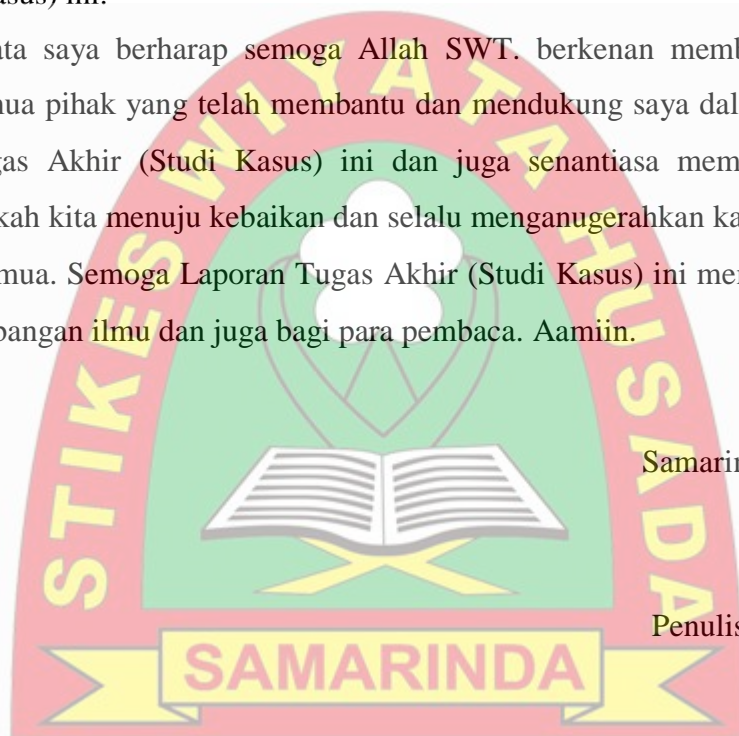 asus) ini.
ata saya berharap semoga Allah SWT. berkenan memb
nua pihak yang telah membantu dan mendukung saya dal
gas Akhir (Studi Kasus) ini dan juga senantiasa mem
kah kita menuju kebaikan dan selalu menganugerahkan ka
mua. Semoga Laporan Tugas Akhir (Studi Kasus) ini mer
bangan ilmu dan juga bagi para pembaca. Aamiin.
Samarin
Penulis
STIKES WIYATA HUSADA
SAMARINDA